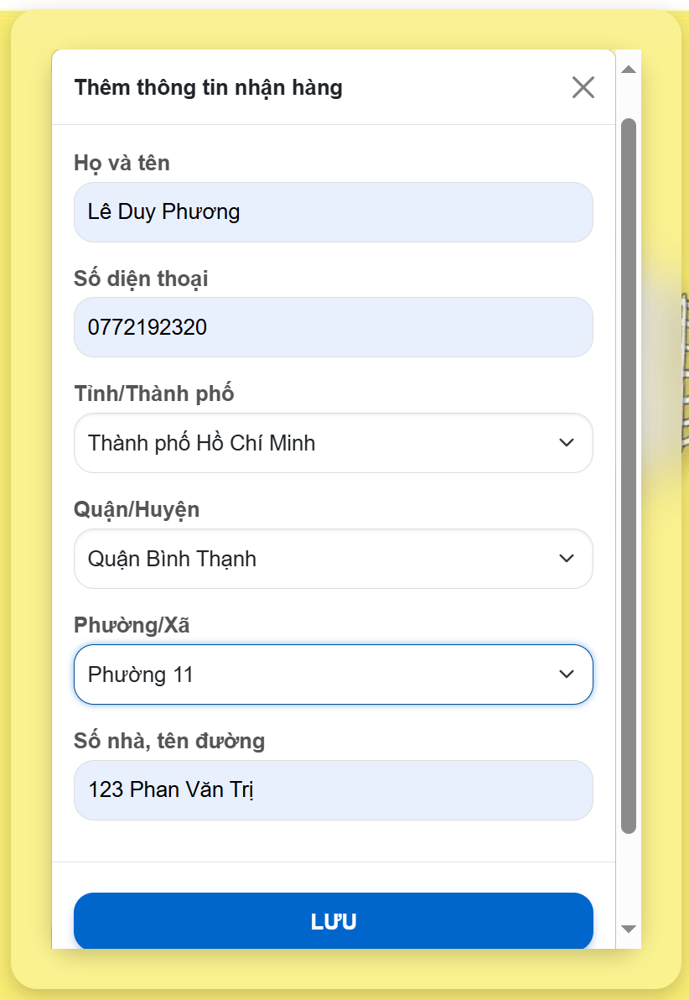 Thêm thông tin nhận hàng
Họ và tên
Lê Duy Phương
Số diện thoại
0772192320
Tỉnh/Thành phố
Thành phố Hồ Chí Minh
Quận/Huyện
Quận Bình Thạnh
Phường/Xã
Phường 11
Số nhà, tên đường
123 Phan Văn Trị
LƯU